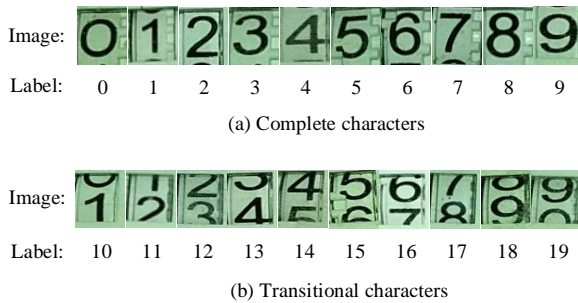 Image: 0 1 2 3 4 5 6 7 8 9
Label: 0 1 2 3 4 5 6 7 8 9
(a) Complete characters
Image:
Label: 10 11 12 13 14 15 16 17 18 19
(b) Transitional characters